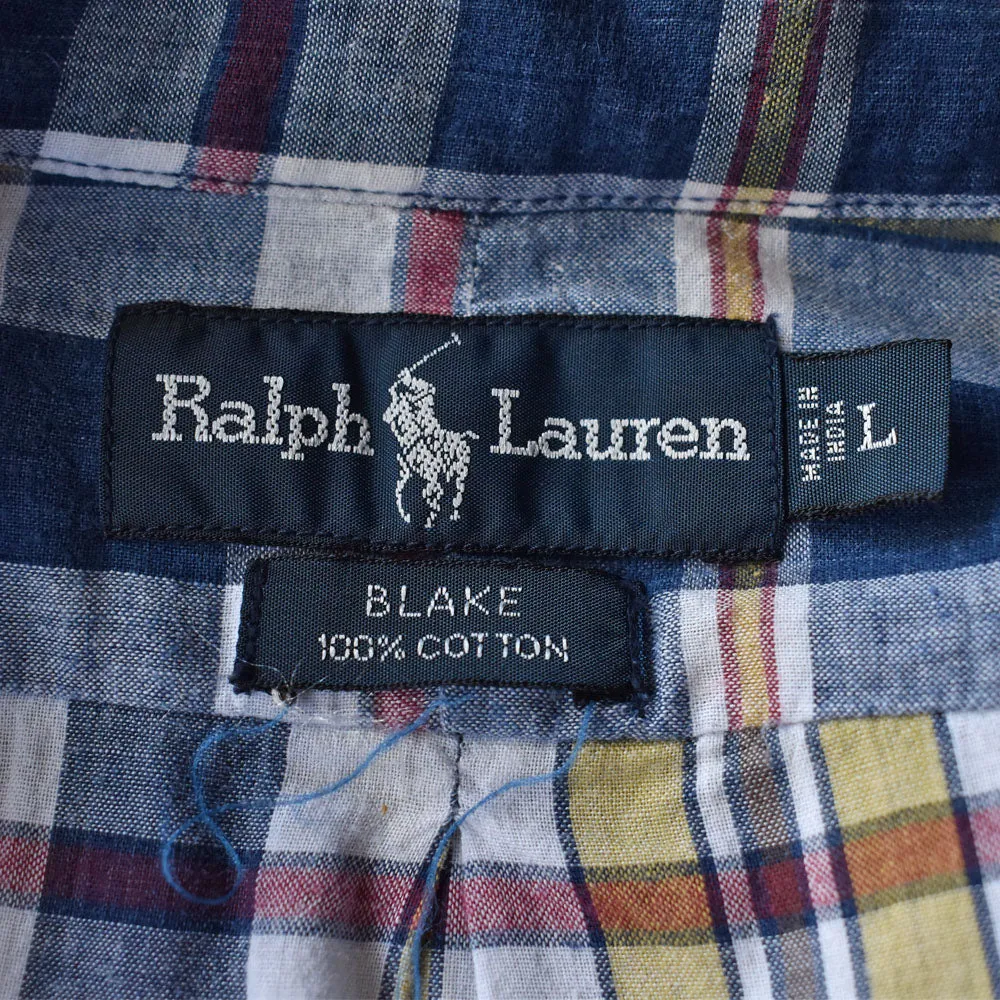 Ralph Lauren
MADE IN
INDIA
L
BLAKE
100% COTTON